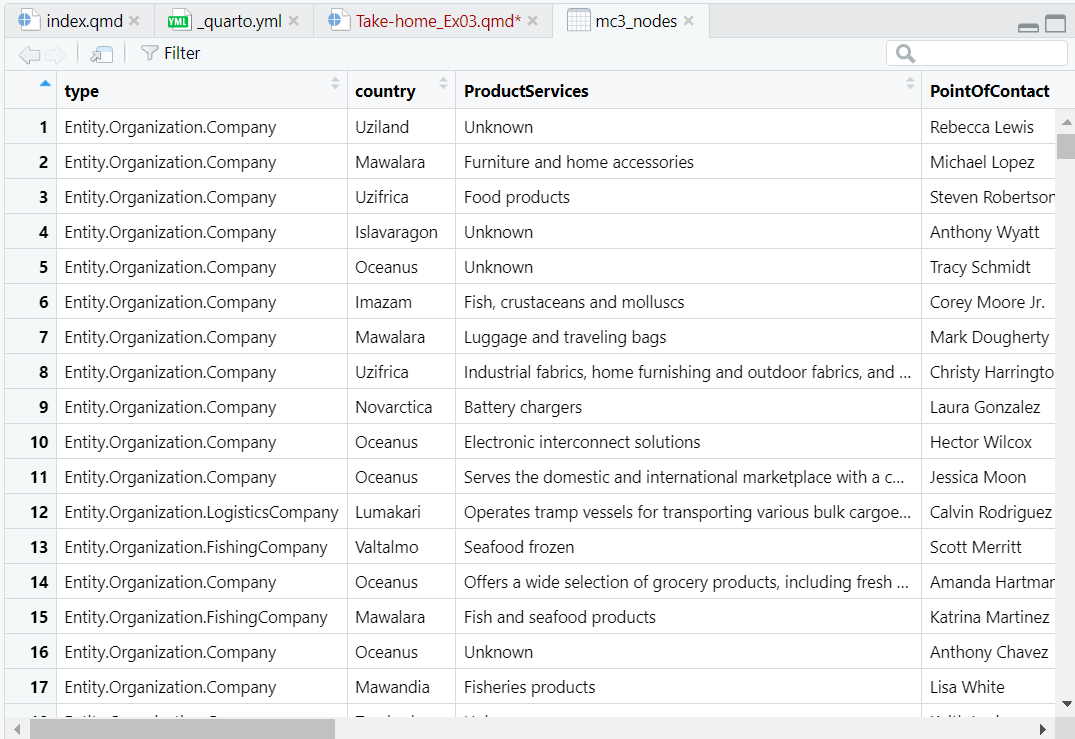 index.qmd _quarto.yml Take-home_Ex03.qmd* mc3_nodes
Filter
type country ProductServices PointOfContact
1 Entity.Organization.Company Uziland Unknown Rebecca Lewis
2 Entity.Organization.Company Mawalara Furniture and home accessories Michael Lopez
3 Entity.Organization.Company Uzifrica Food products Steven Robertson
4 Entity.Organization.Company Islavaragon Unknown Anthony Wyatt
5 Entity.Organization.Company Oceanus Unknown Tracy Schmidt
6 Entity.Organization.Company Imazam Fish, crustaceans and molluscs Corey Moore Jr.
7 Entity.Organization.Company Mawalara Luggage and traveling bags Mark Dougherty
8 Entity.Organization.Company Uzifrica Industrial fabrics, home furnishing and outdoor fabrics, and ... Christy Harringto
9 Entity.Organization.Company Novarctica Battery chargers Laura Gonzalez
10 Entity.Organization.Company Oceanus Electronic interconnect solutions Hector Wilcox
11 Entity.Organization.Company Oceanus Serves the domestic and international marketplace with a c... Jessica Moon
12 Entity.Organization.LogisticsCompany Lumakari Operates tramp vessels for transporting various bulk cargoe... Calvin Rodriguez
13 Entity.Organization.FishingCompany Valtalmo Seafood frozen Scott Merritt
14 Entity.Organization.Company Oceanus Offers a wide selection of grocery products, including fresh ... Amanda Hartmar
15 Entity.Organization.FishingCompany Mawalara Fish and seafood products Katrina Martinez
16 Entity.Organization.Company Oceanus Unknown Anthony Chavez
17 Entity.Organization.Company Mawandia Fisheries products Lisa White